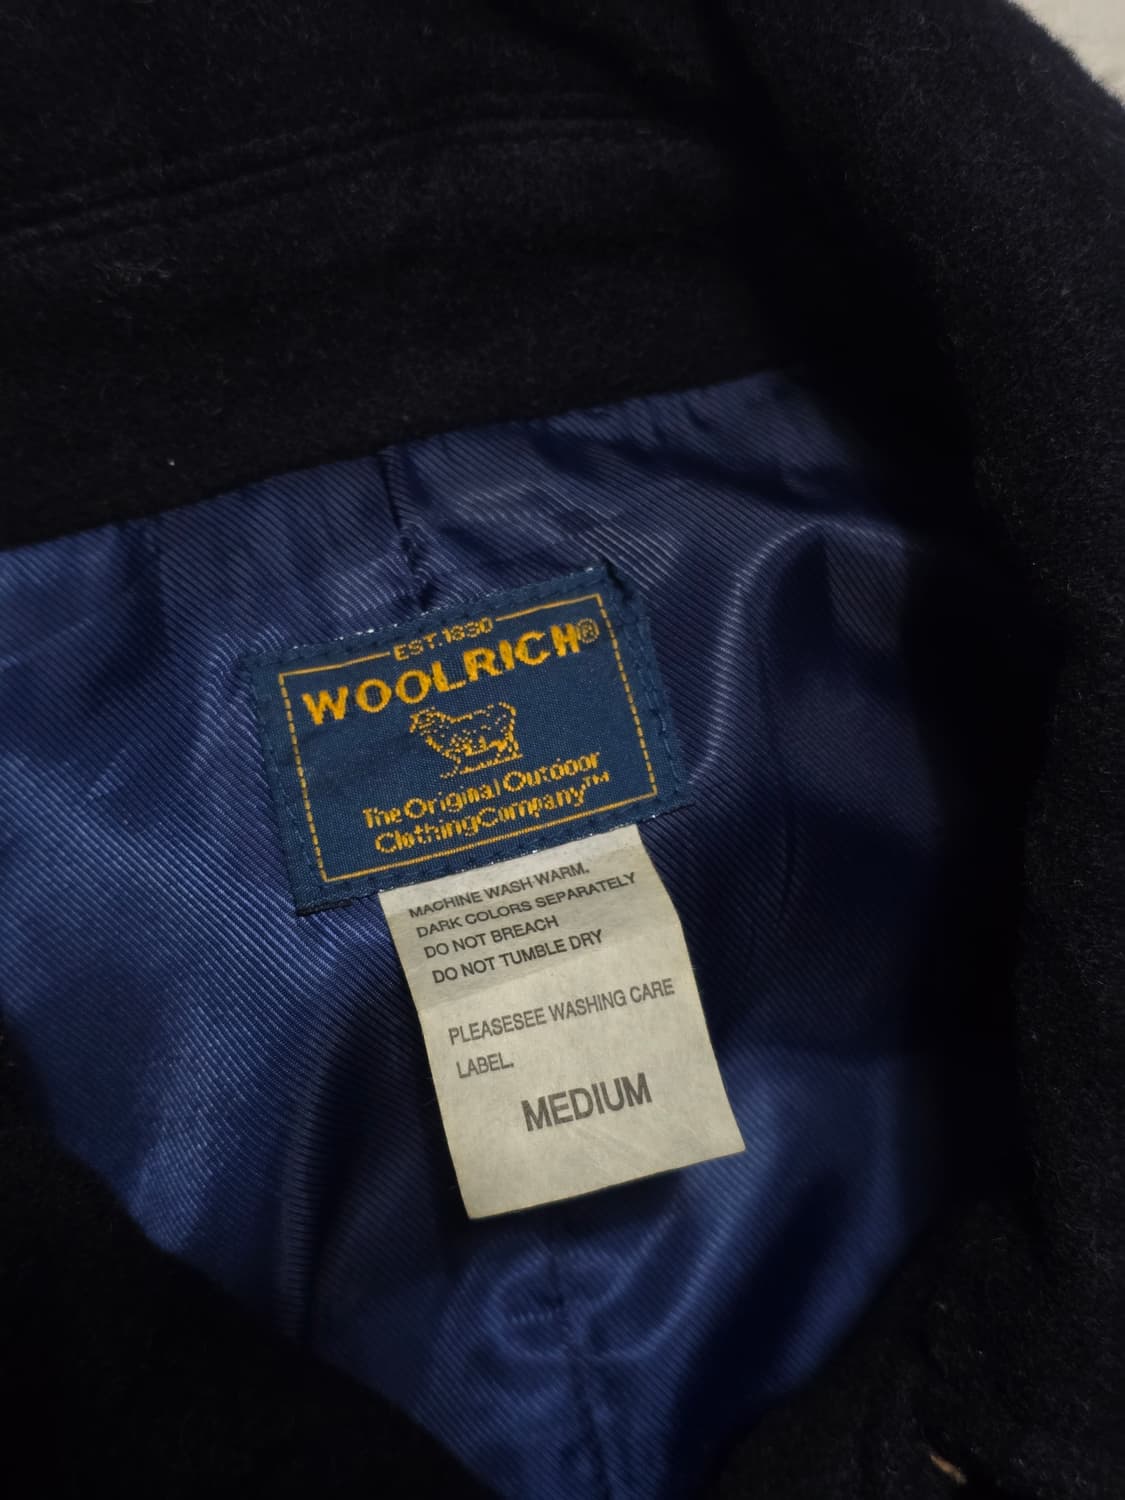 EST.1830
WOOLRICH®
The Original Outdoor
Clothing Company™
MACHINE WASH WARM.
DARK COLORS SEPARATELY
DO NOT BREACH
DO NOT TUMBLE DRY
PLEASESEE WASHING CARE
LABEL.
MEDIUM